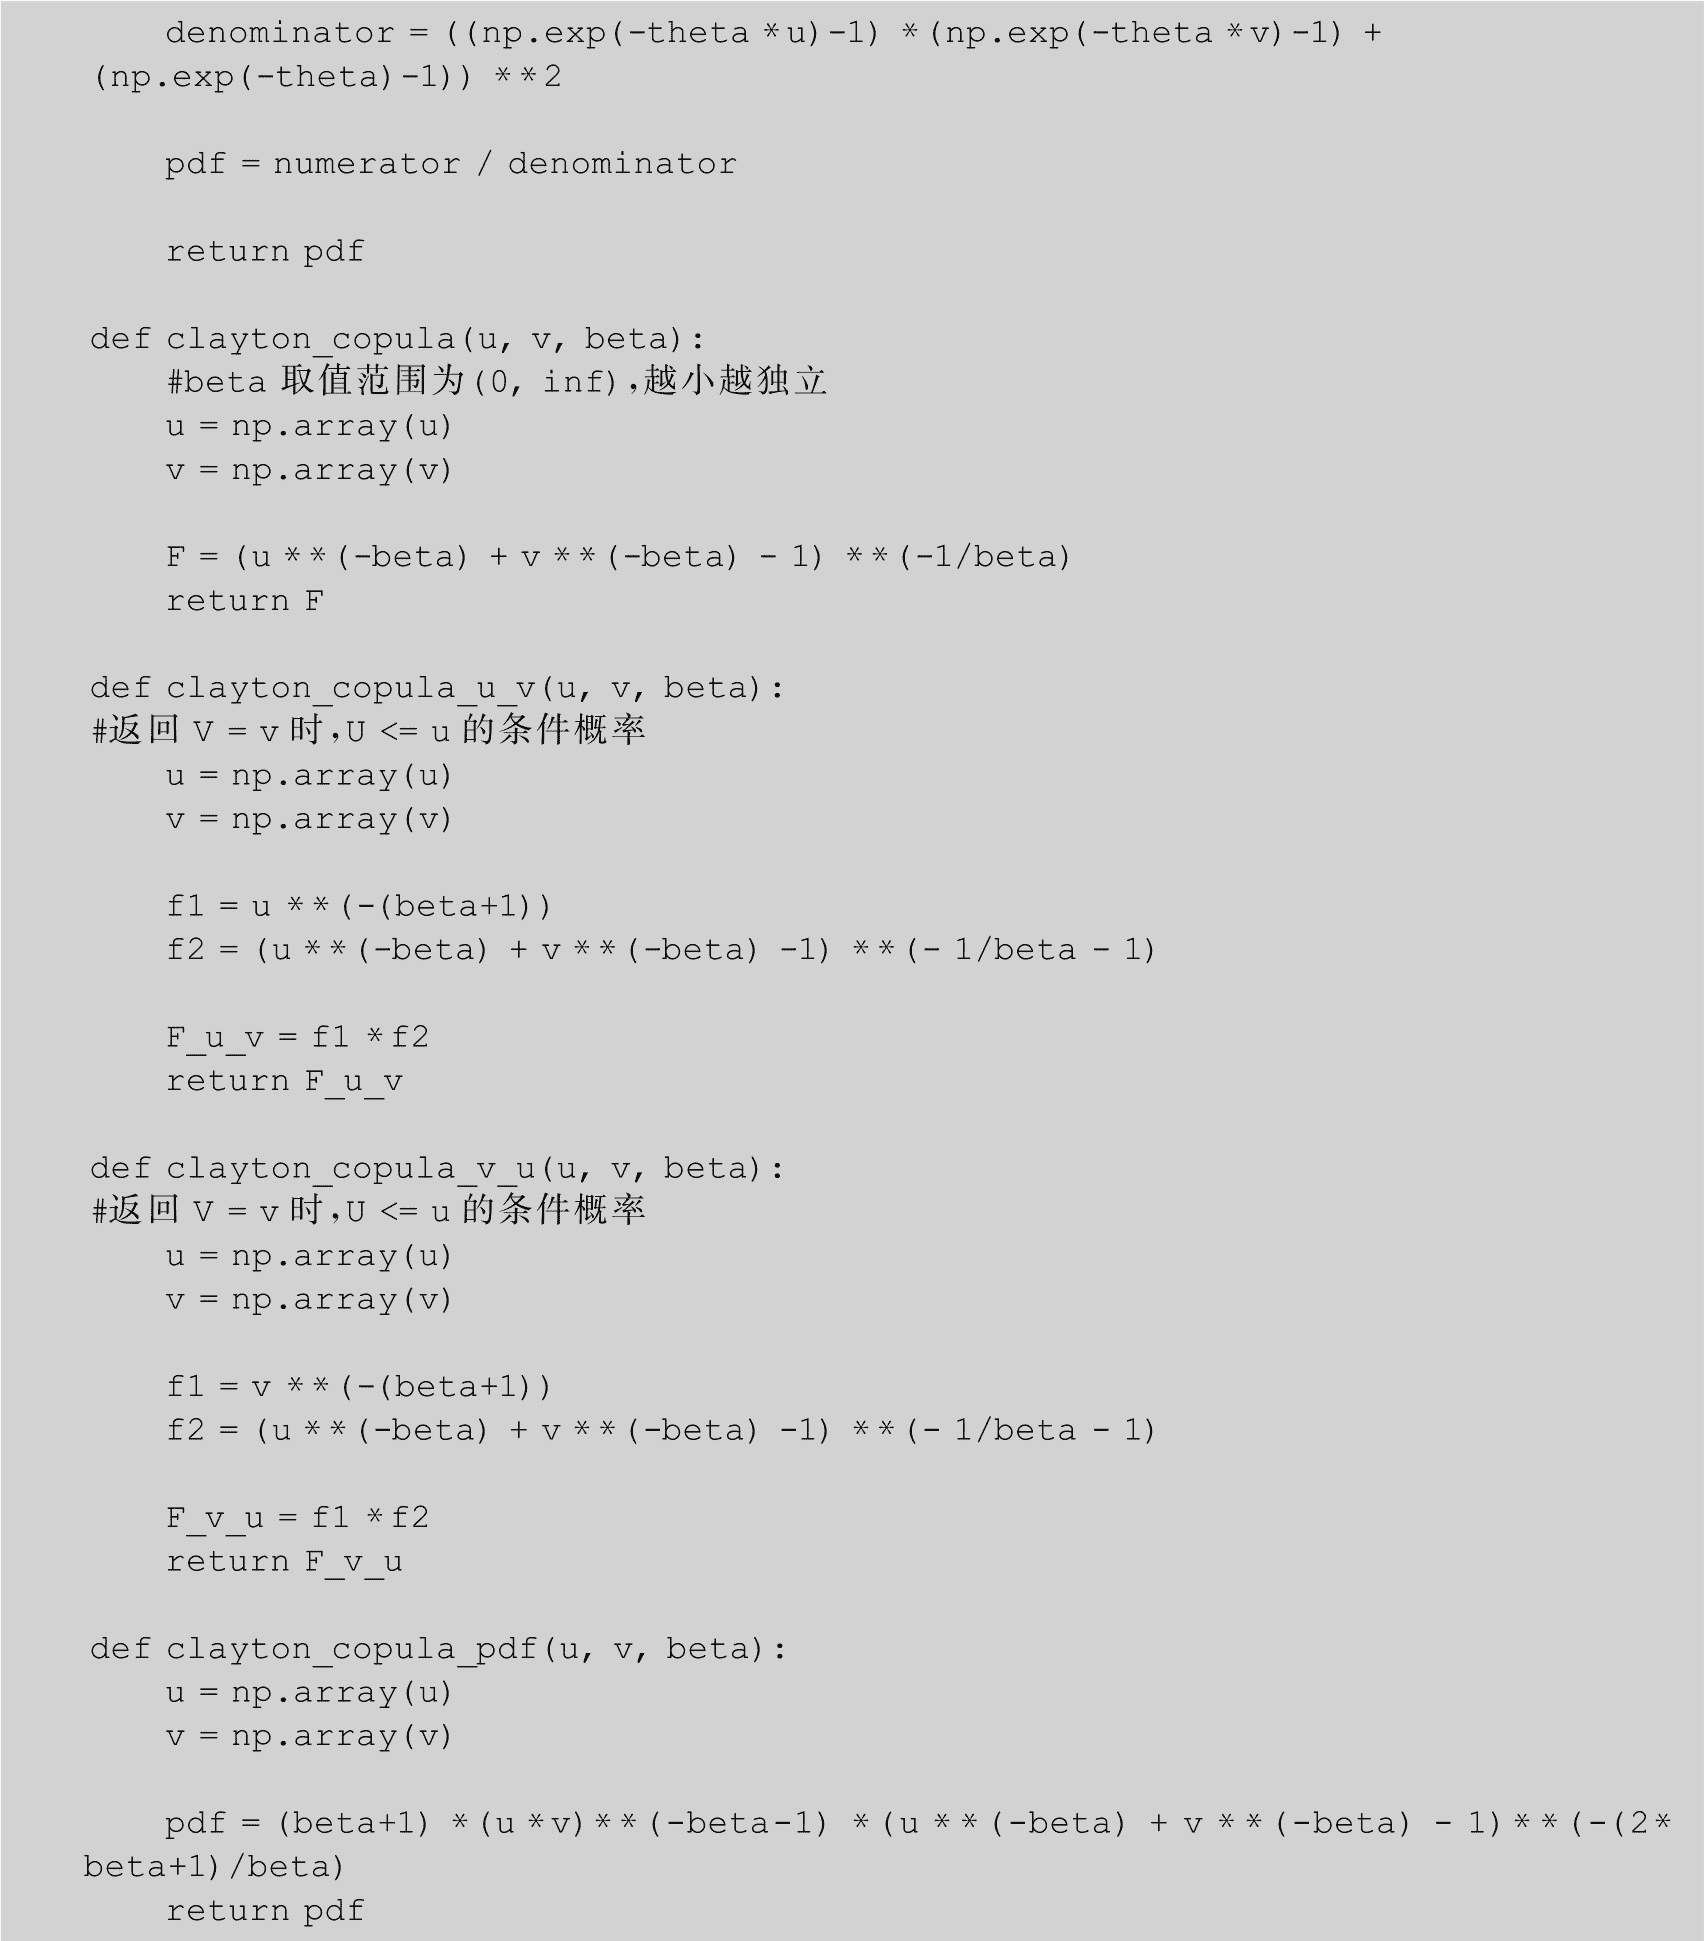 denominator = ((np.exp(-theta *u)-1) *(np.exp(-theta *v)-1) +
(np.exp(-theta)-1)) **2
    pdf = numerator / denominator
    return pdf
def clayton_copula(u, v, beta):
    #beta 取值范围为(0, inf),越小越独立
    u = np.array(u)
    v = np.array(v)
    F = (u **(-beta) + v **(-beta) - 1) **(-1/beta)
    return F
def clayton_copula_u_v(u, v, beta):
#返回 V = v 时,U <= u 的条件概率
    u = np.array(u)
    v = np.array(v)
    f1 = u **(-(beta+1))
    f2 = (u **(-beta) + v **(-beta) -1) **(- 1/beta - 1)
    F_u_v = f1 *f2
    return F_u_v
def clayton_copula_v_u(u, v, beta):
#返回 V = v 时,U <= u 的条件概率
    u = np.array(u)
    v = np.array(v)
    f1 = v **(-(beta+1))
    f2 = (u **(-beta) + v **(-beta) -1) **(- 1/beta - 1)
    F_v_u = f1 *f2
    return F_v_u
def clayton_copula_pdf(u, v, beta):
    u = np.array(u)
    v = np.array(v)
    pdf = (beta+1) *(u *v)**(-beta-1) *(u **(-beta) + v **(-beta) - 1)**(-(2*
beta+1)/beta)
    return pdf